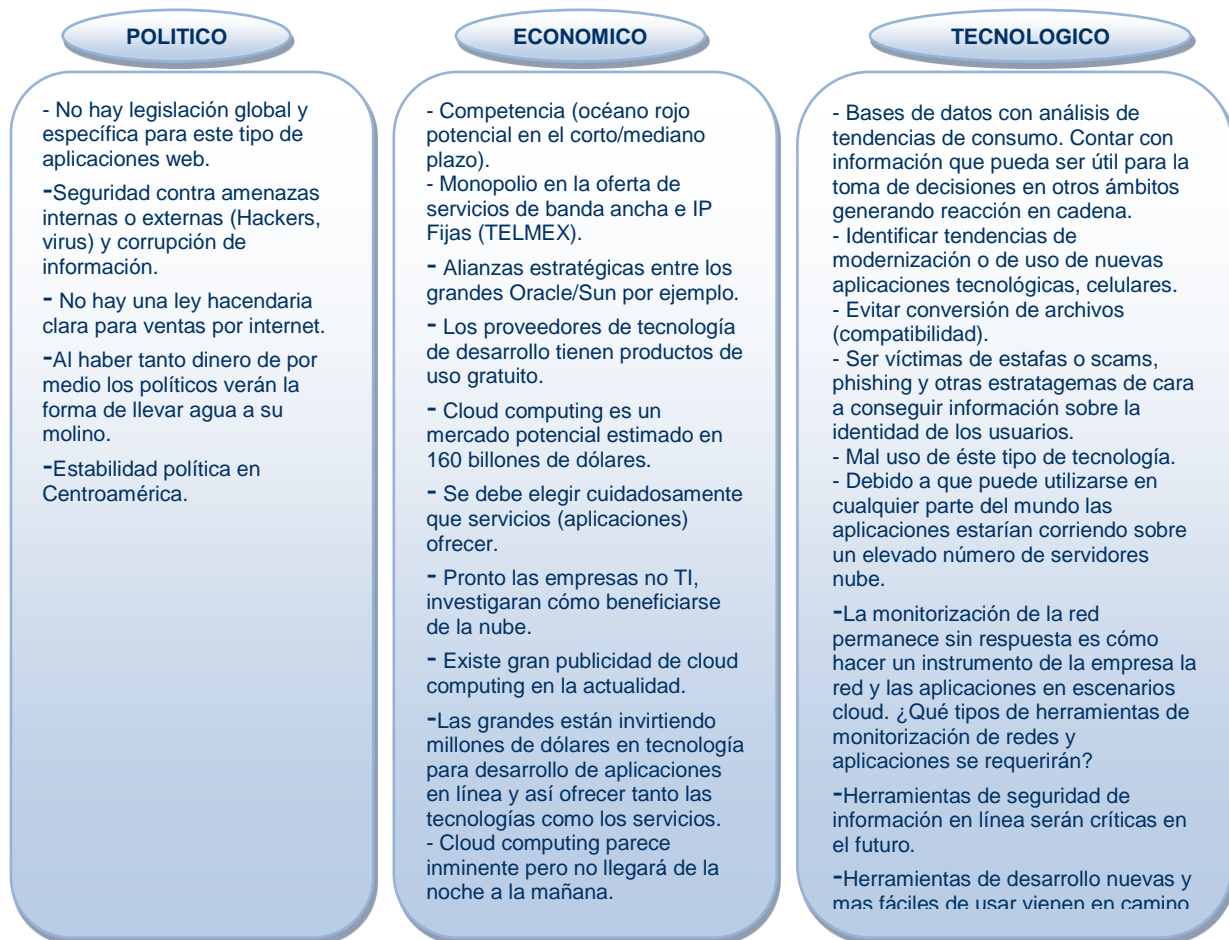 POLITICO
- No hay legislación global y
específica para este tipo de
aplicaciones web.
-Seguridad contra amenazas
internas o externas (Hackers,
virus) y corrupción de
información.
- No hay una ley hacendaria
clara para ventas por internet.
-Al haber tanto dinero de por
medio los políticos verán la
forma de llevar agua a su
molino.
-Estabilidad política en
Centroamérica.
ECONOMICO
- Competencia (océano rojo
potencial en el corto/mediano
plazo).
- Monopolio en la oferta de
servicios de banda ancha e IP
Fijas (TELMEX).
- Alianzas estratégicas entre los
grandes Oracle/Sun por ejemplo.
- Los proveedores de tecnología
de desarrollo tienen productos de
uso gratuito.
- Cloud computing es un
mercado potencial estimado en
160 billones de dólares.
- Se debe elegir cuidadosamente
que servicios (aplicaciones)
ofrecer.
- Pronto las empresas no TI,
investigaran cómo beneficiarse
de la nube.
- Existe gran publicidad de cloud
computing en la actualidad.
-Las grandes están invirtiendo
millones de dólares en tecnología
para desarrollo de aplicaciones
en línea y así ofrecer tanto las
tecnologías como los servicios.
- Cloud computing parece
inminente pero no llegará de la
noche a la mañana.
TECNOLOGICO
- Bases de datos con análisis de
tendencias de consumo. Contar con
información que pueda ser útil para la
toma de decisiones en otros ámbitos
generando reacción en cadena.
- Identificar tendencias de
modernización o de uso de nuevas
aplicaciones tecnológicas, celulares.
- Evitar conversión de archivos
(compatibilidad).
- Ser víctimas de estafas o scams,
phishing y otras estratagemas de cara
a conseguir información sobre la
identidad de los usuarios.
- Mal uso de éste tipo de tecnología.
- Debido a que puede utilizarse en
cualquier parte del mundo las
aplicaciones estarían corriendo sobre
un elevado número de servidores
nube.
-La monitorización de la red
permanece sin respuesta es cómo
hacer un instrumento de la empresa la
red y las aplicaciones en escenarios
cloud. ¿Qué tipos de herramientas de
monitorización de redes y
aplicaciones se requerirán?
-Herramientas de seguridad de
información en línea serán críticas en
el futuro.
-Herramientas de desarrollo nuevas y
mas fáciles de usar vienen en camino